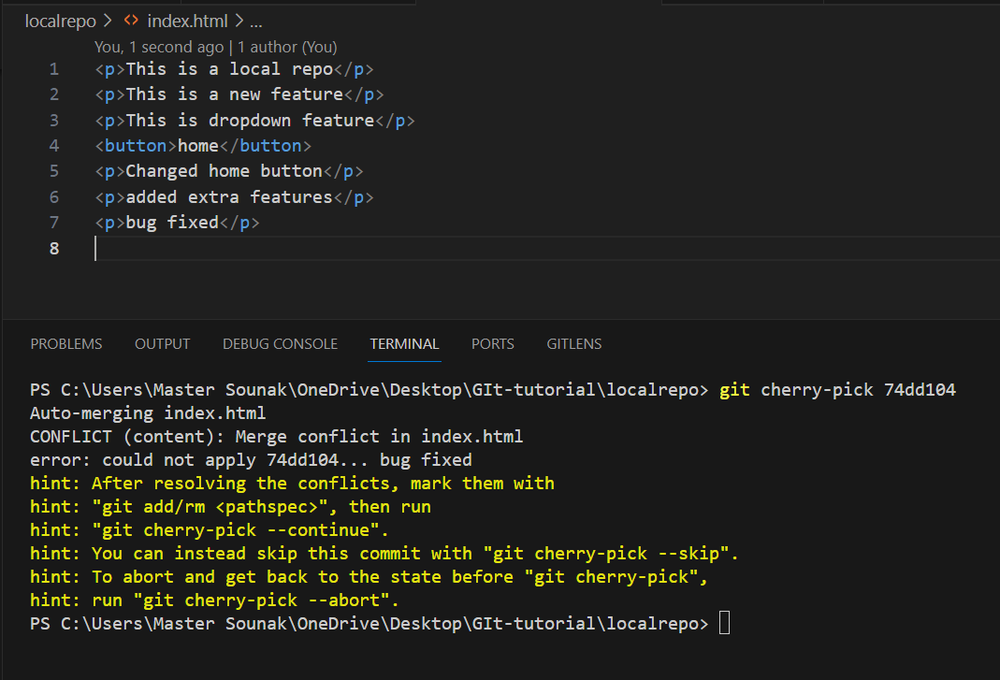 localrepo > <> index.html > ...
You, 1 second ago | 1 author (You)
1 <p>This is a local repo</p>
2 <p>This is a new feature</p>
3 <p>This is dropdown feature</p>
4 <button>home</button>
5 <p>Changed home button</p>
6 <p>added extra features</p>
7 <p>bug fixed</p>
8
PROBLEMS OUTPUT DEBUG CONSOLE TERMINAL PORTS GITLENS
PS C:\Users\Master Sounak\OneDrive\Desktop\GIt-tutorial\localrepo> git cherry-pick 74dd104
Auto-merging index.html
CONFLICT (content): Merge conflict in index.html
error: could not apply 74dd104... bug fixed
hint: After resolving the conflicts, mark them with
hint: "git add/rm <pathspec>", then run
hint: "git cherry-pick --continue".
hint: You can instead skip this commit with "git cherry-pick --skip".
hint: To abort and get back to the state before "git cherry-pick",
hint: run "git cherry-pick --abort".
PS C:\Users\Master Sounak\OneDrive\Desktop\GIt-tutorial\localrepo>